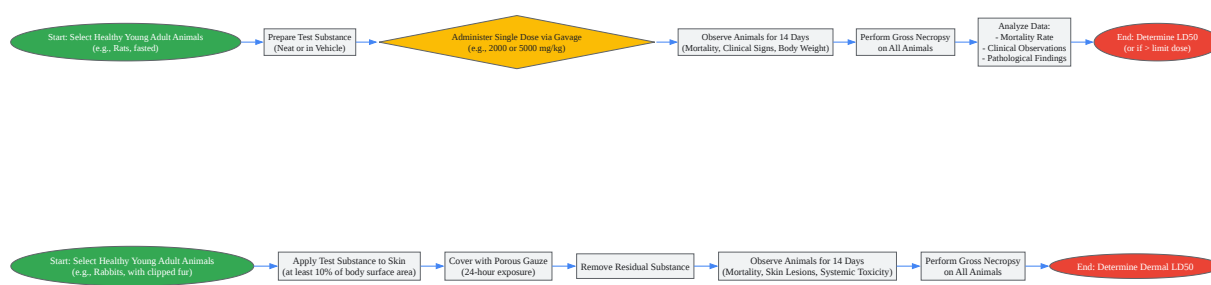 Start: Select Healthy Young Adult Animals
(e.g., Rats, fasted)
Prepare Test Substance
(Neat or in Vehicle)
Administer Single Dose via Gavage
(e.g., 2000 or 5000 mg/kg)
Observe Animals for 14 Days
(Mortality, Clinical Signs, Body Weight)
Perform Gross Necropsy
on All Animals
Analyze Data:
- Mortality Rate
- Clinical Observations
- Pathological Findings
End: Determine LD50
(or if > limit dose)
Start: Select Healthy Young Adult Animals
(e.g., Rabbits, with clipped fur)
Apply Test Substance to Skin
(at least 10% of body surface area)
Cover with Porous Gauze
(24-hour exposure)
Remove Residual Substance
Observe Animals for 14 Days
(Mortality, Skin Lesions, Systemic Toxicity)
Perform Gross Necropsy
on All Animals
End: Determine Dermal LD50